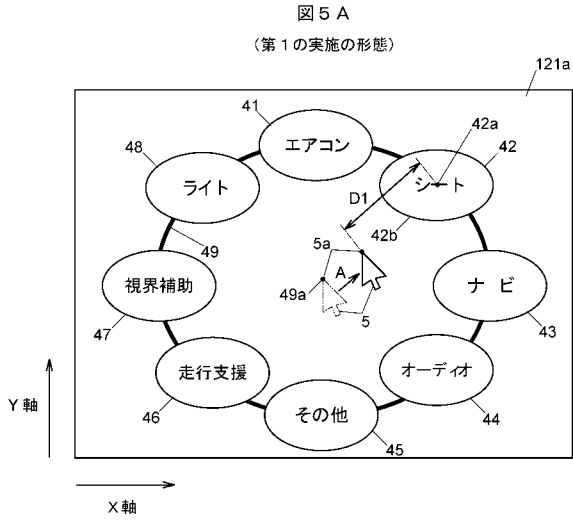 図５Ａ
（第１の実施の形態）
121a
41
42a
42
48
エアコン
ライト
シート
D1
42b
49
5a
視界補助
A
ナ ビ
49a
5
47
43
走行支援
オーディオ
Y 軸
46
その他
44
45
X 軸